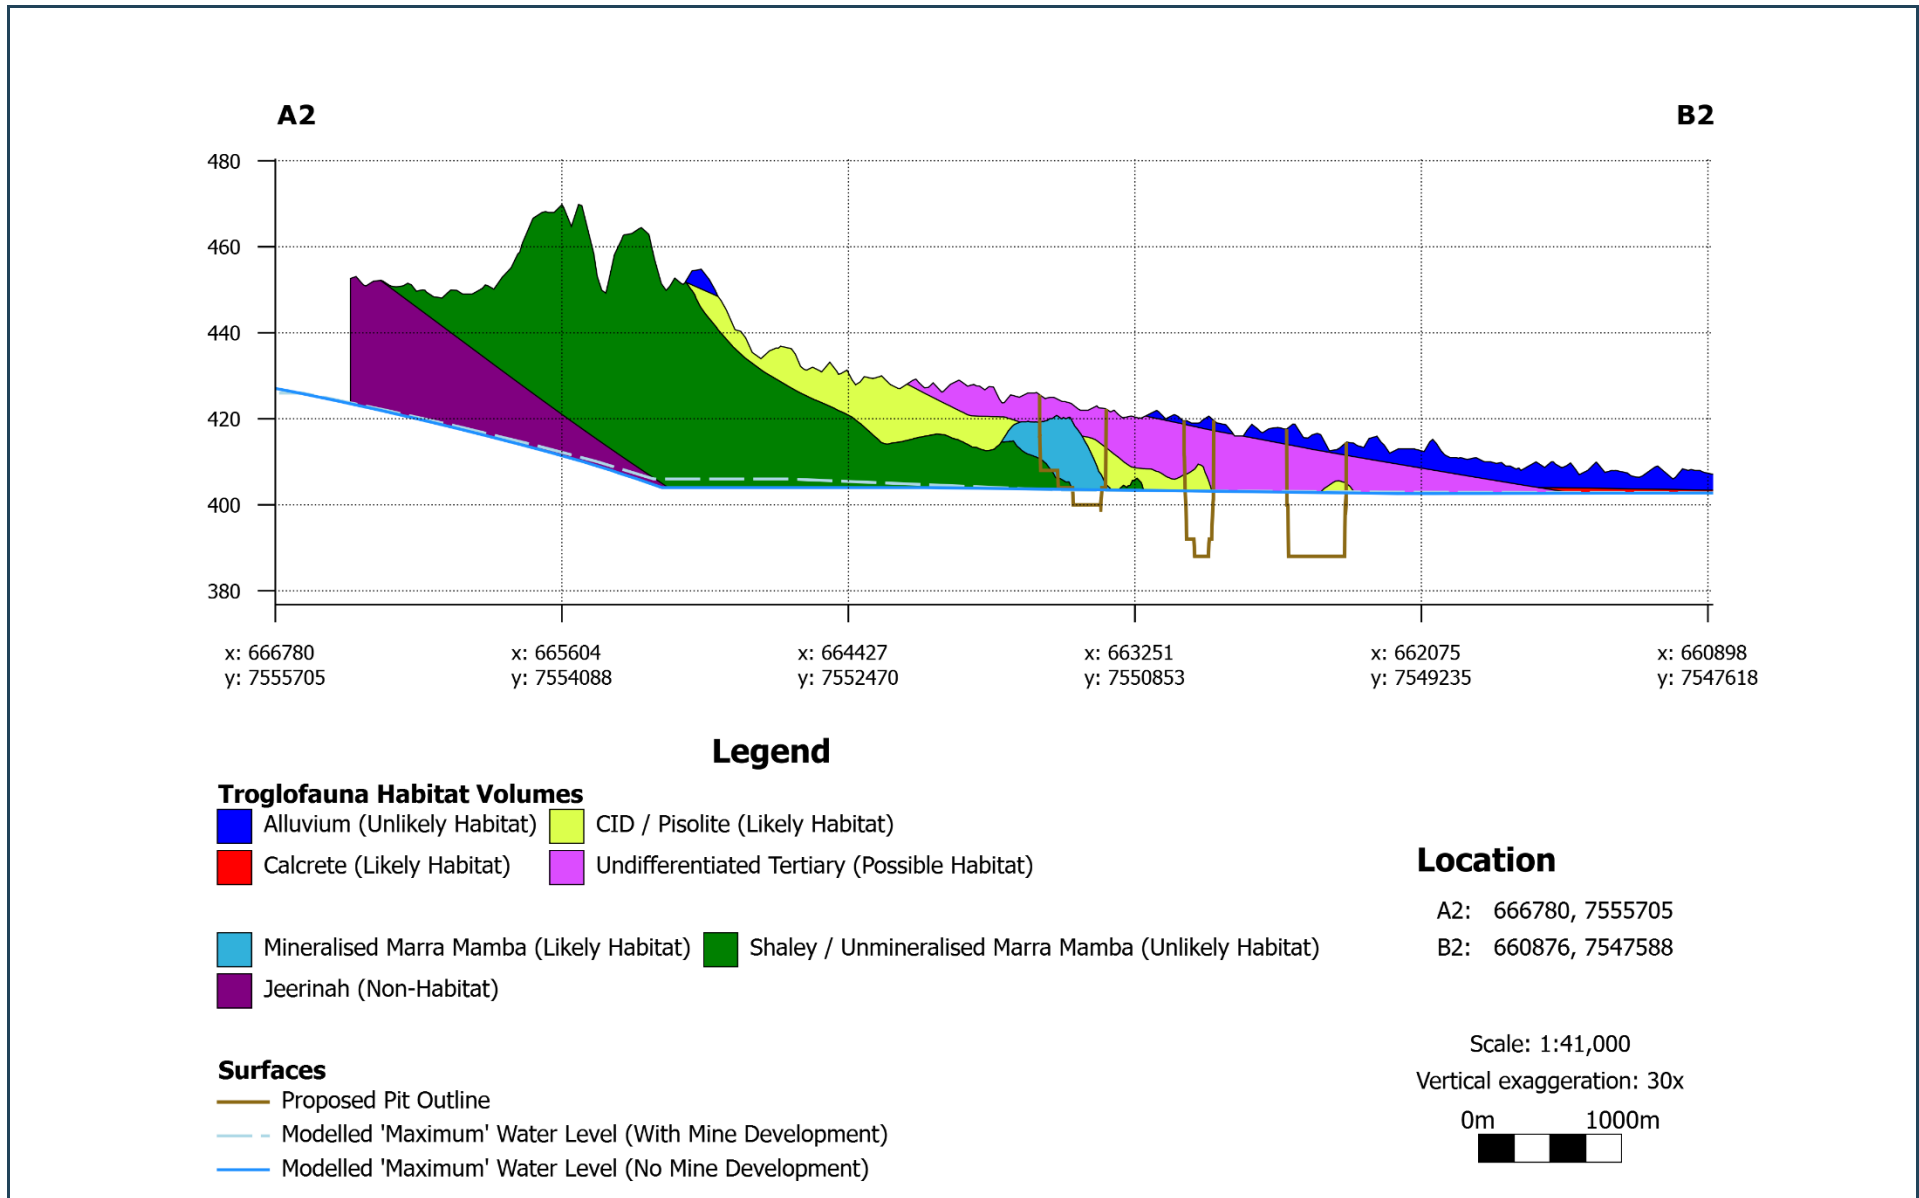 A2
B2
480
460
440
420
400
380
x: 666780
y: 7555705
x: 665604
y: 7554088
x: 664427
y: 7552470
x: 663251
y: 7550853
x: 662075
y: 7549235
x: 660898
y: 7547618
Legend
Troglofauna Habitat Volumes
Alluvium (Unlikely Habitat)
CID / Pisolite (Likely Habitat)
Calcrete (Likely Habitat)
Undifferentiated Tertiary (Possible Habitat)
Mineralised Marra Mamba (Likely Habitat)
Shaley / Unmineralised Marra Mamba (Unlikely Habitat)
Jeerinah (Non-Habitat)
Surfaces
Proposed Pit Outline
Modelled 'Maximum' Water Level (With Mine Development)
Modelled 'Maximum' Water Level (No Mine Development)
Location
A2: 666780, 7555705
B2: 660876, 7547588
Scale: 1:41,000
Vertical exaggeration: 30x
0m 1000m